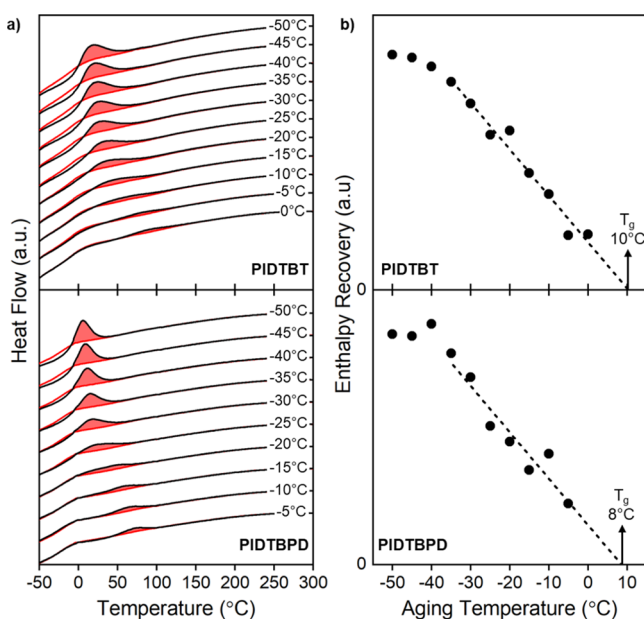 a)
b)
-50°C
-45°C
-40°C
-35°C
-30°C
-25°C
-20°C
-15°C
-10°C
-5°C
0°C
PIDTBT
-50°C
-45°C
-40°C
-35°C
-30°C
-25°C
-20°C
-15°C
-10°C
-5°C
PIDTBPD
Heat Flow (a.u.)
-50 0 50 100 150 200 250 300
Temperature (°C)
Enthalpy Recovery (a.u)
0
PIDTBT
Tg
10°C
0
PIDTBPD
Tg
8°C
-50 -40 -30 -20 -10 0 10
Aging Temperature (°C)